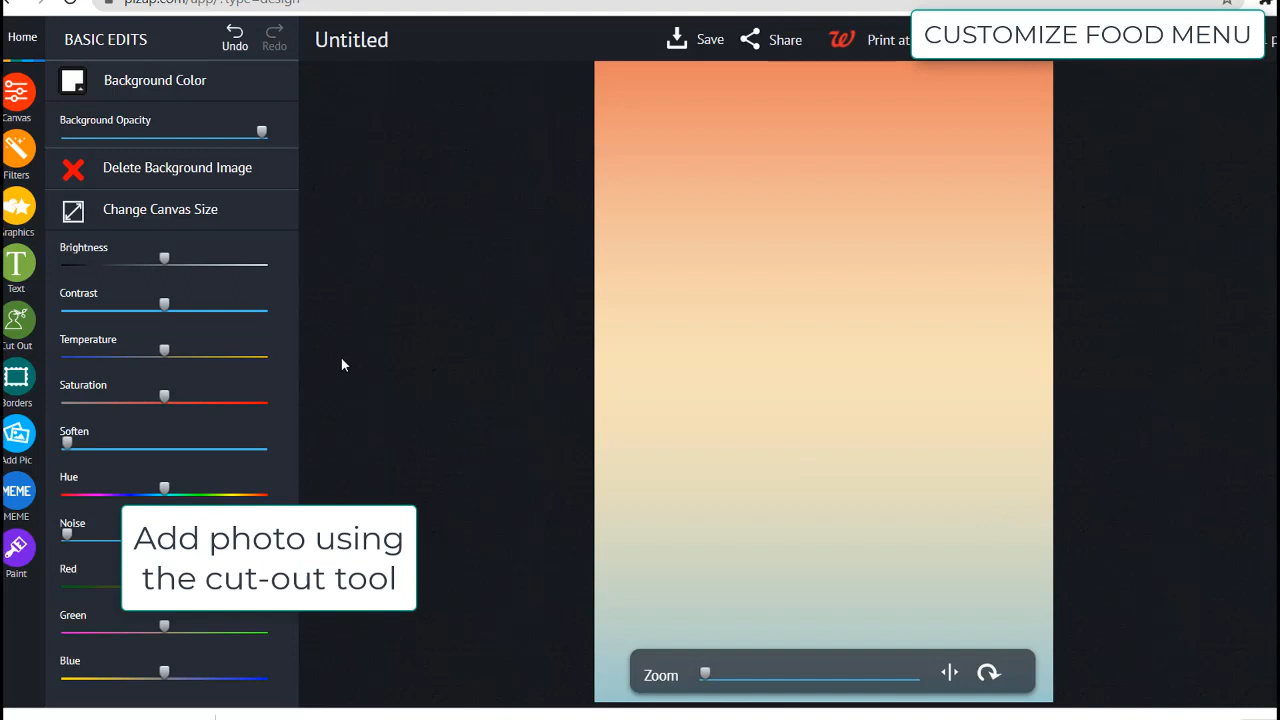 pizap.com/app/?type=design
CUSTOMIZE FOOD MENU
Home
BASIC EDITS
Undo
Redo
Untitled
Save
Share
Print at
Canvas
Filters
Graphics
Text
Cut Out
Borders
Add Pic
MEME
MEME
Paint
Background Color
Background Opacity
Delete Background Image
Change Canvas Size
Brightness
Contrast
Temperature
Saturation
Soften
Hue
Noise
Red
Green
Blue
Add photo using
the cut-out tool
Zoom